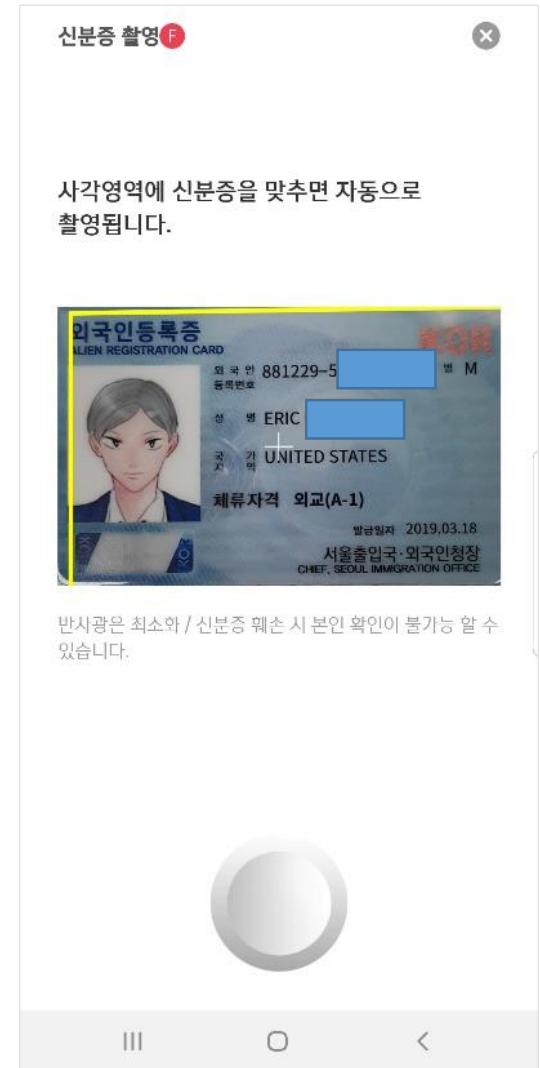 신분증 촬영 F
사각영역에 신분증을 맞추면 자동으로
촬영됩니다.
외국인등록증 KOR
ALIEN REGISTRATION CARD
외국인등록번호 881229-5 별 M
성 명 ERIC
국가지역 UNITED STATES
체류자격 외교(A-1)
발급일자 2019.03.18
서울출입국·외국인청장
CHIEF, SEOUL IMMIGRATION OFFICE
KOR
반사광은 최소화 / 신분증 훼손 시 본인 확인이 불가능 할 수
있습니다.